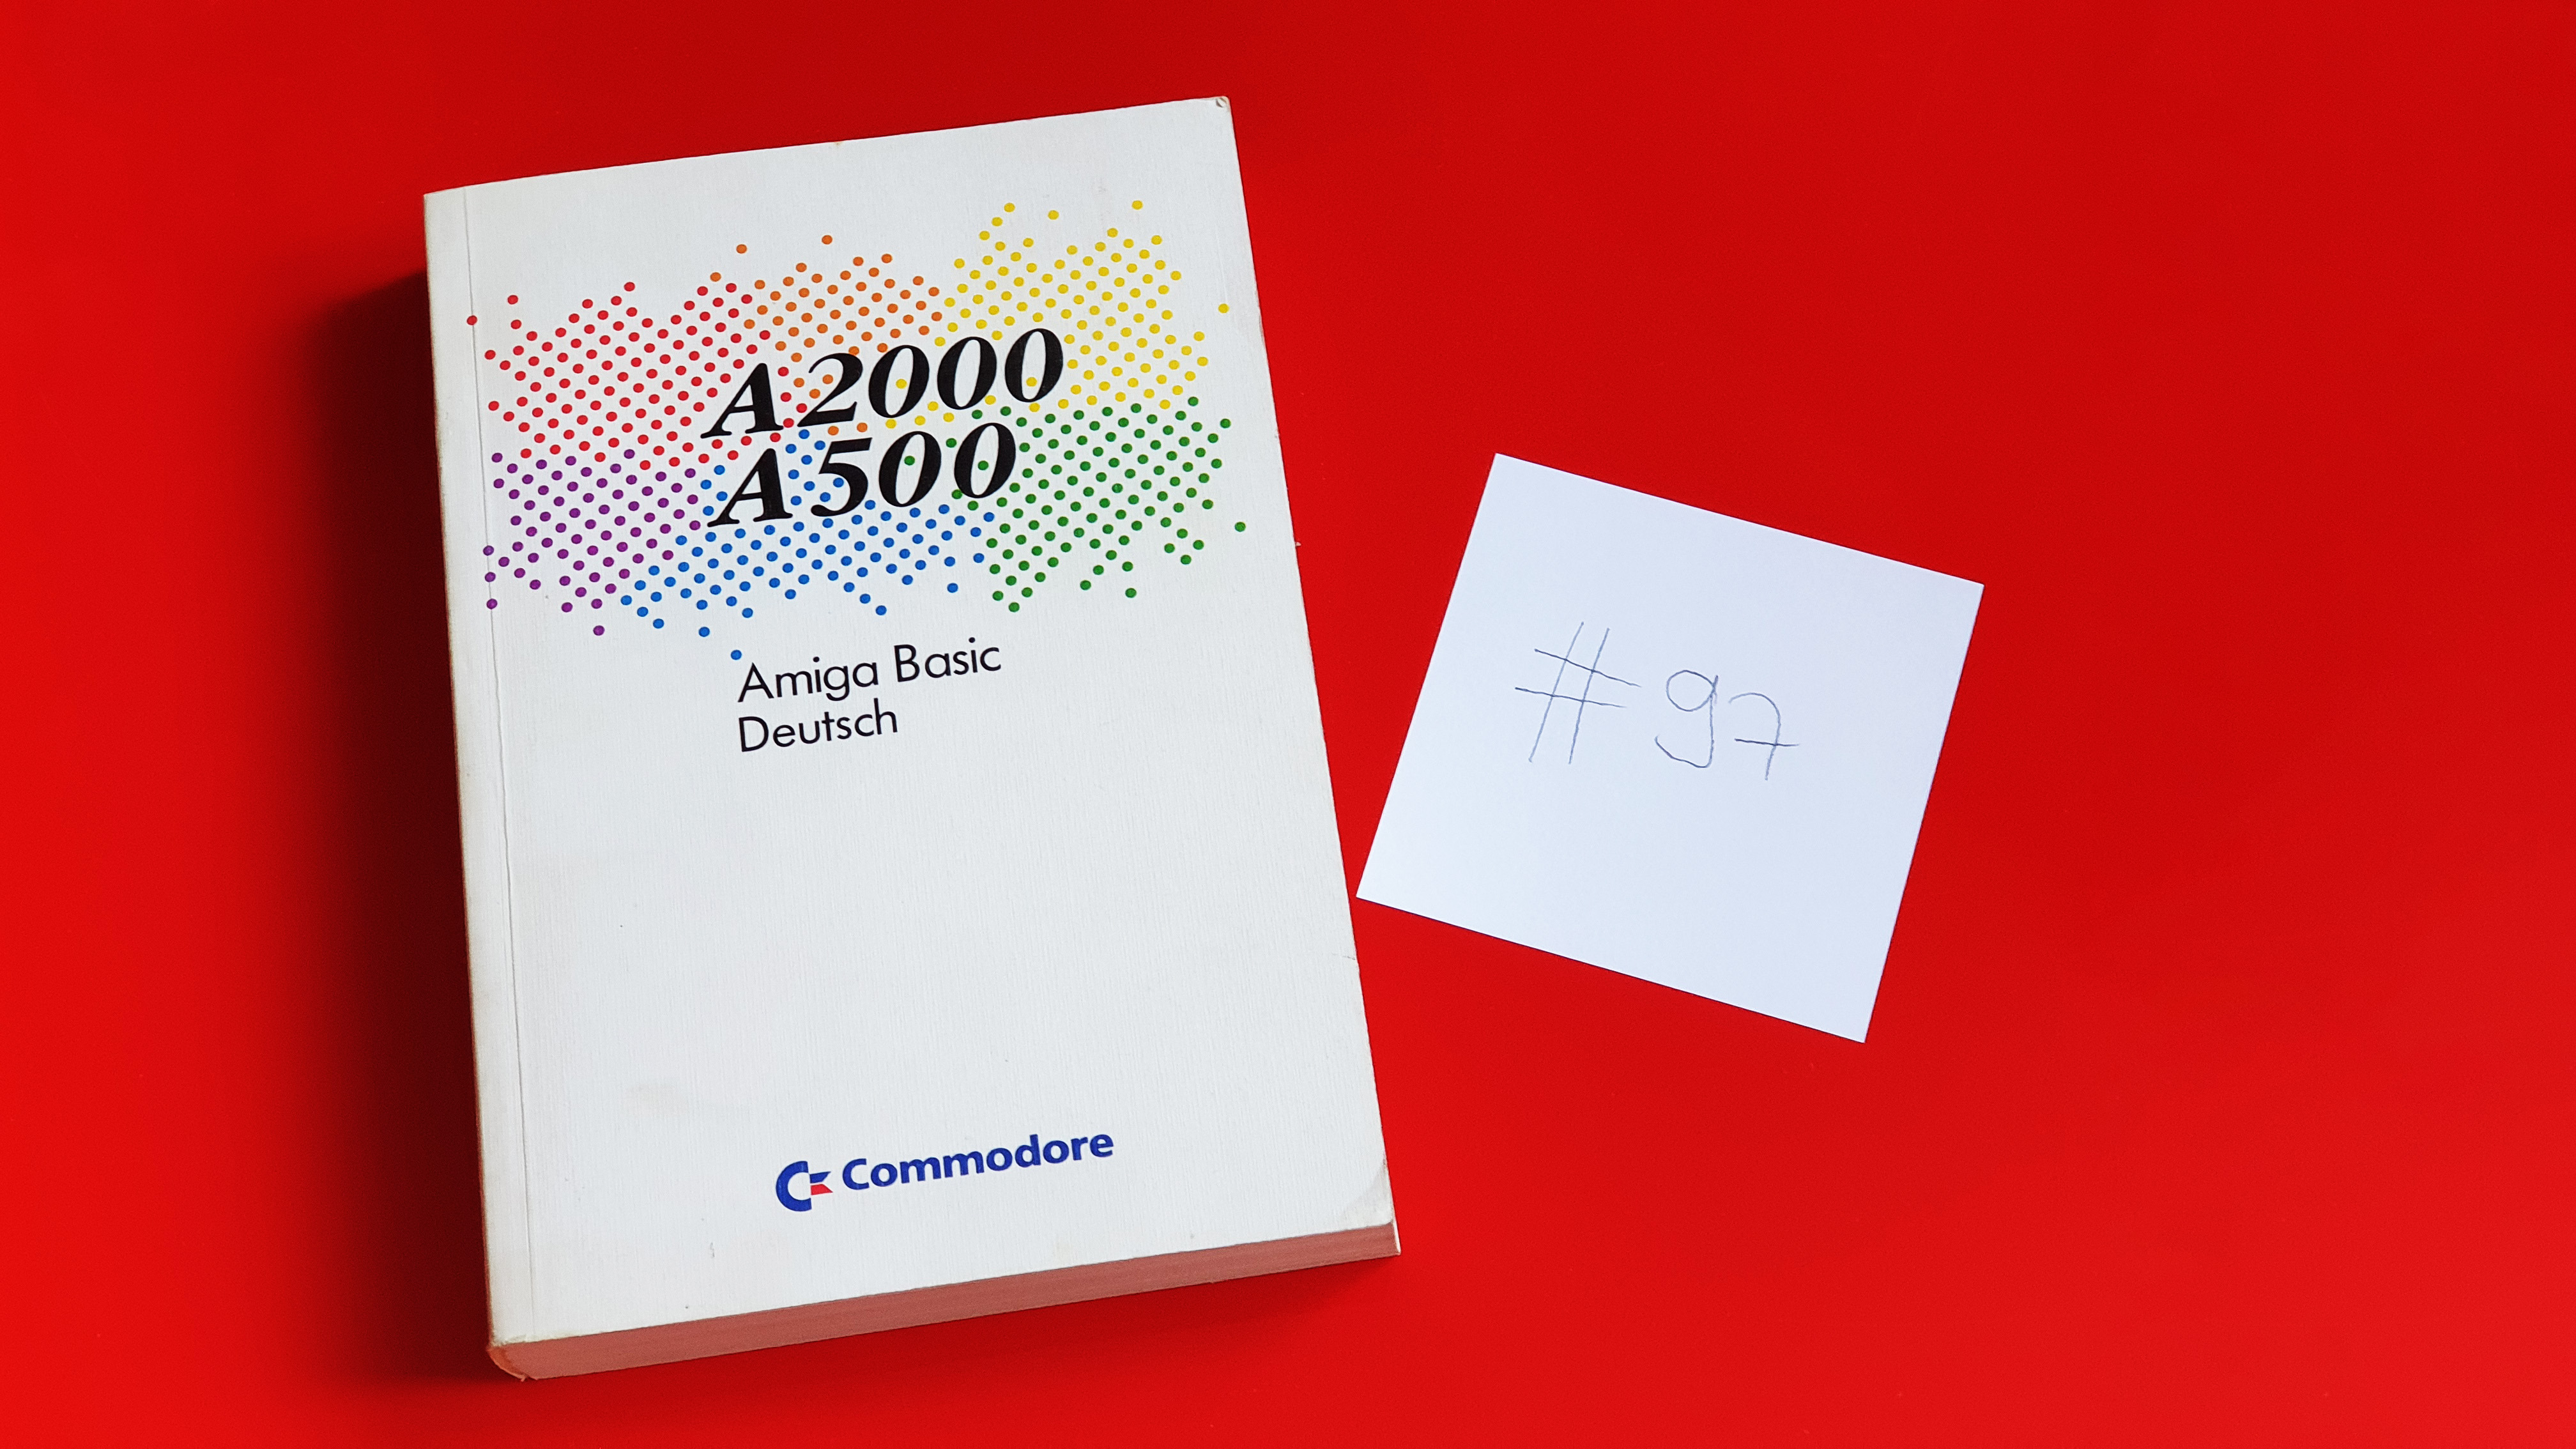 A2000
A500
Amiga Basic
Deutsch
Commodore
#97